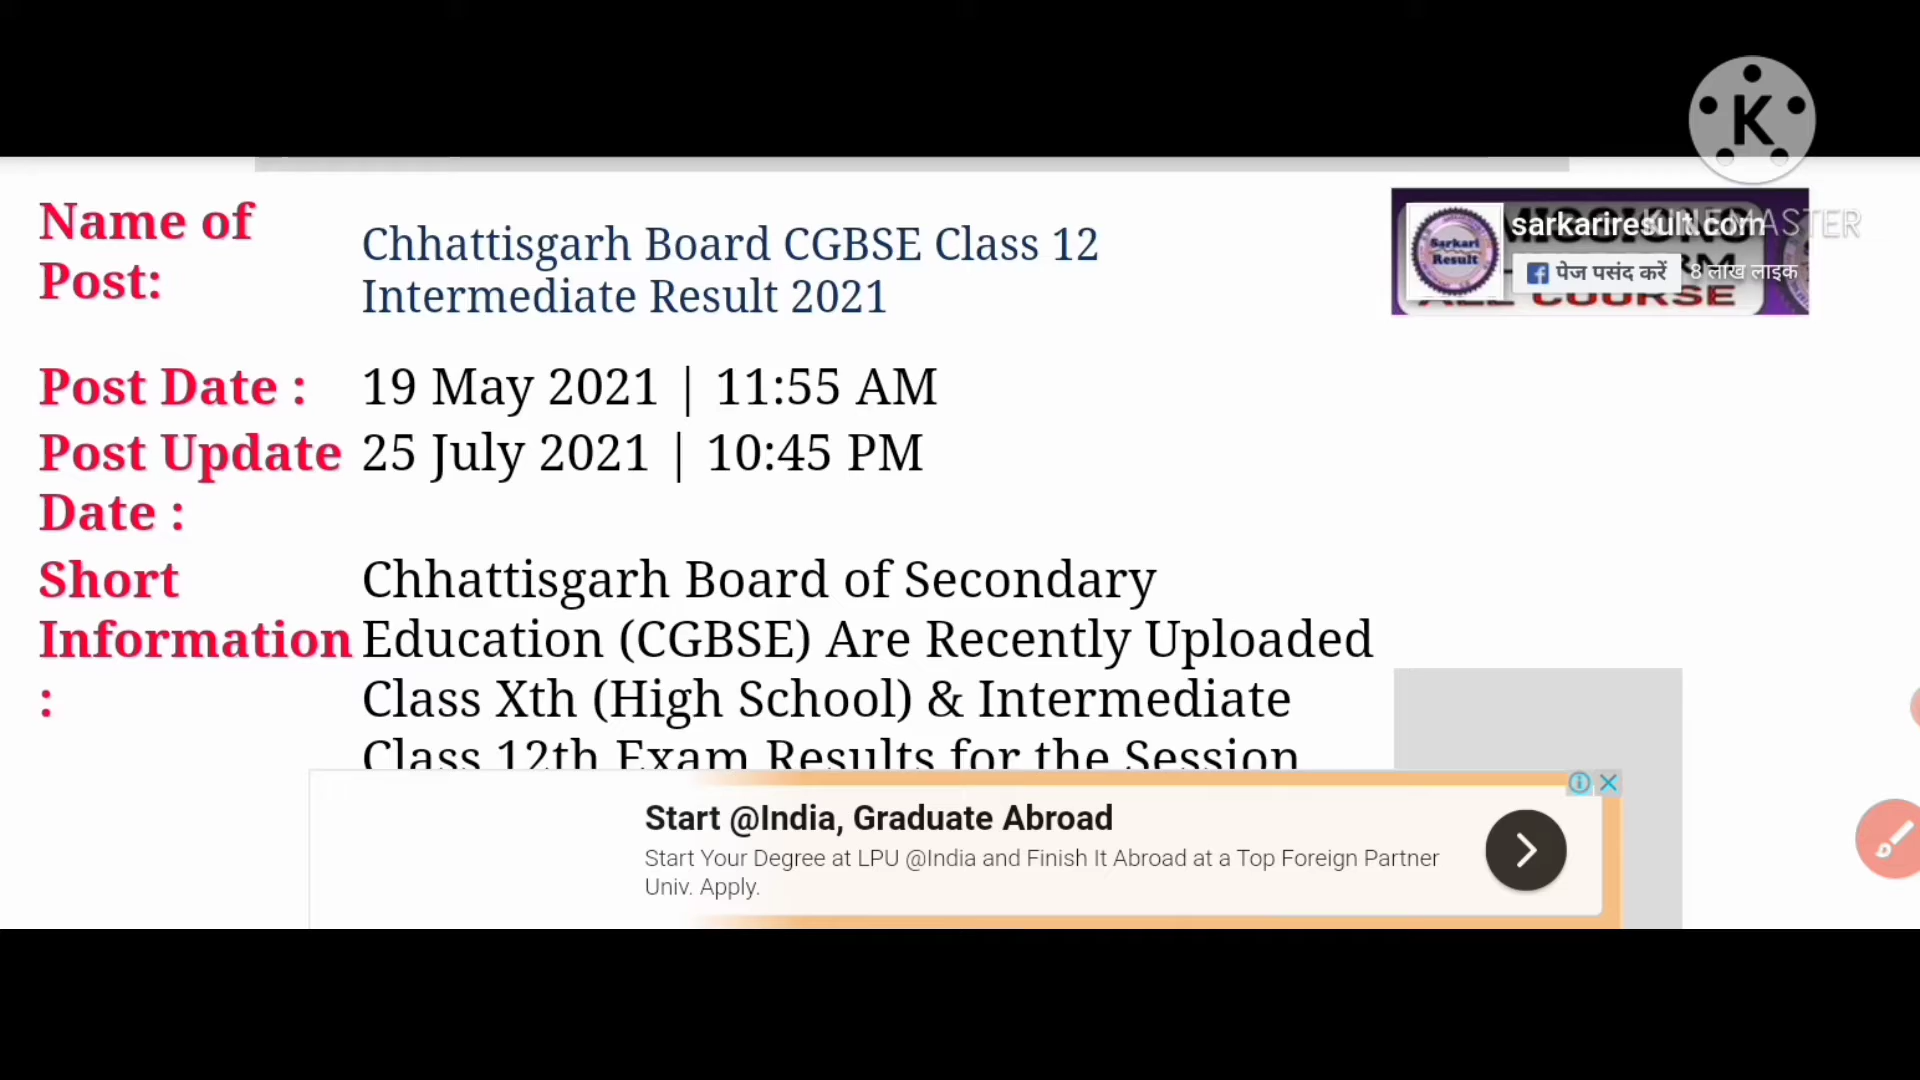 K
KINEMASTER
Name of
Post:
Chhattisgarh Board CGBSE Class 12
Intermediate Result 2021
sarkariresult.com
Sarkari
Result
पेज पसंद करें
8 लाख लाइक
COURSE
Post Date :
19 May 2021 | 11:55 AM
Post Update
Date :
25 July 2021 | 10:45 PM
Short
Information
:
Chhattisgarh Board of Secondary
Education (CGBSE) Are Recently Uploaded
Class Xth (High School) & Intermediate
Class 12th Exam Results for the Session
Start @India, Graduate Abroad
Start Your Degree at LPU @India and Finish It Abroad at a Top Foreign Partner
Univ. Apply.